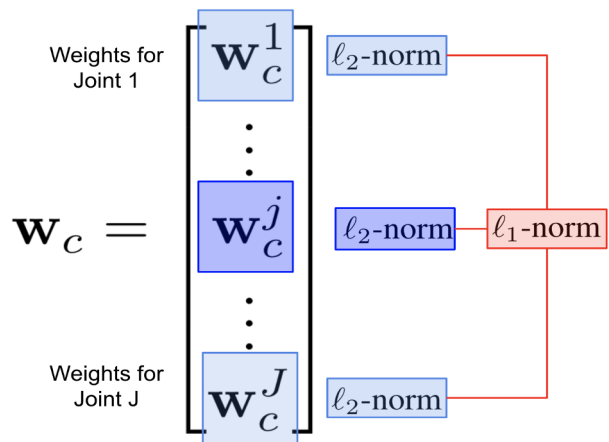 Weights for
Joint 1
w_c^1
ℓ₂-norm
⋮
w_c =
w_c^j
ℓ₂-norm
ℓ₁-norm
⋮
Weights for
Joint J
w_c^J
ℓ₂-norm